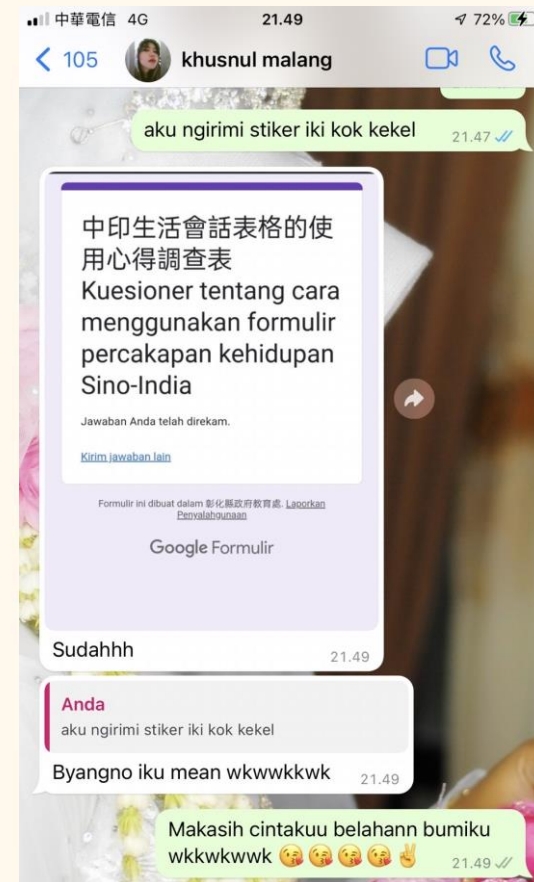 中華電信 4G
21.49
72%
105
khusnul malang
aku ngirimi stiker iki kok kekel
21.47
中印生活會話表格的使
用心得調查表
Kuesioner tentang cara
menggunakan formulir
percakapan kehidupan
Sino-India
Jawaban Anda telah direkam.
Kirim jawaban lain
Formulir ini dibuat dalam 彰化縣政府教育處. Laporkan
Penyalahgunaan
Google Formulir
Sudahhh
21.49
Anda
aku ngirimi stiker iki kok kekel
Byangno iku mean wkwwkkwk
21.49
Makasih cintakuu belahann bumiku
wkkwkwwk 😘😘😘😘✌️
21.49